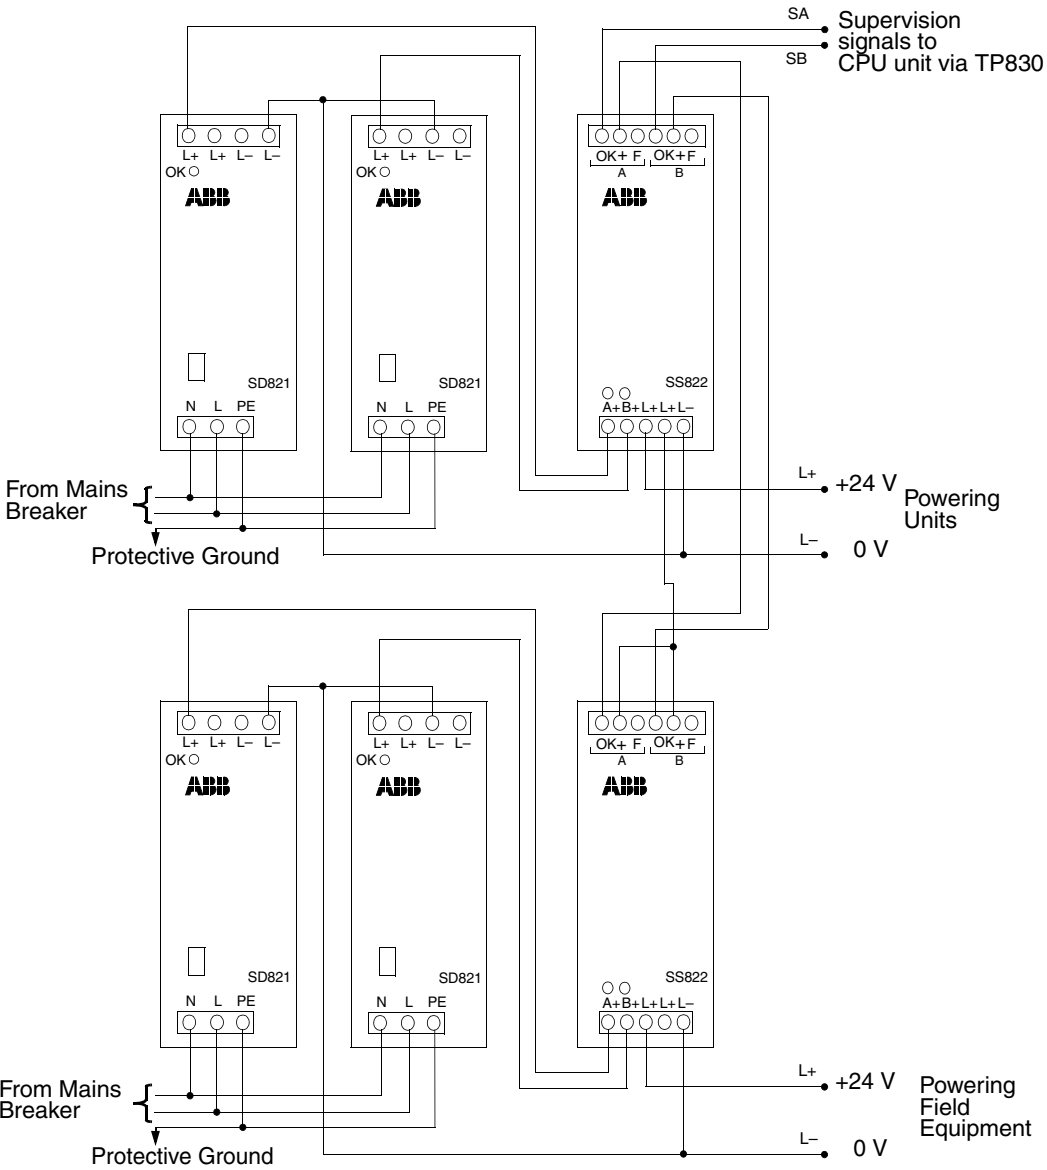 SA
Supervision
signals to
SB
CPU unit via TP830
L+ L+ L– L–
L+ L+ L– L–
OK+ F OK+F
A B
OK
OK
ABB
ABB
ABB
SD821
SD821
SS822
N L PE
N L PE
A+B+L+L+L–
From Mains
Breaker
L+
+24 V
Powering
Units
Protective Ground
L–
0 V
L+ L+ L– L–
L+ L+ L– L–
OK+ F OK+F
A B
OK
OK
ABB
ABB
ABB
SD821
SD821
SS822
N L PE
N L PE
A+B+L+L+L–
From Mains
Breaker
L+
+24 V
Powering
Field
Equipment
Protective Ground
L–
0 V